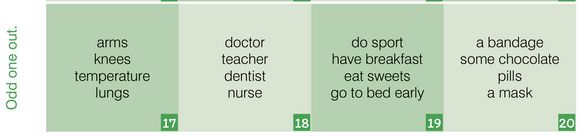 Odd one out.
arms
knees
temperature
lungs
17
doctor
teacher
dentist
nurse
18
do sport
have breakfast
eat sweets
go to bed early
19
a bandage
some chocolate
pills
a mask
20